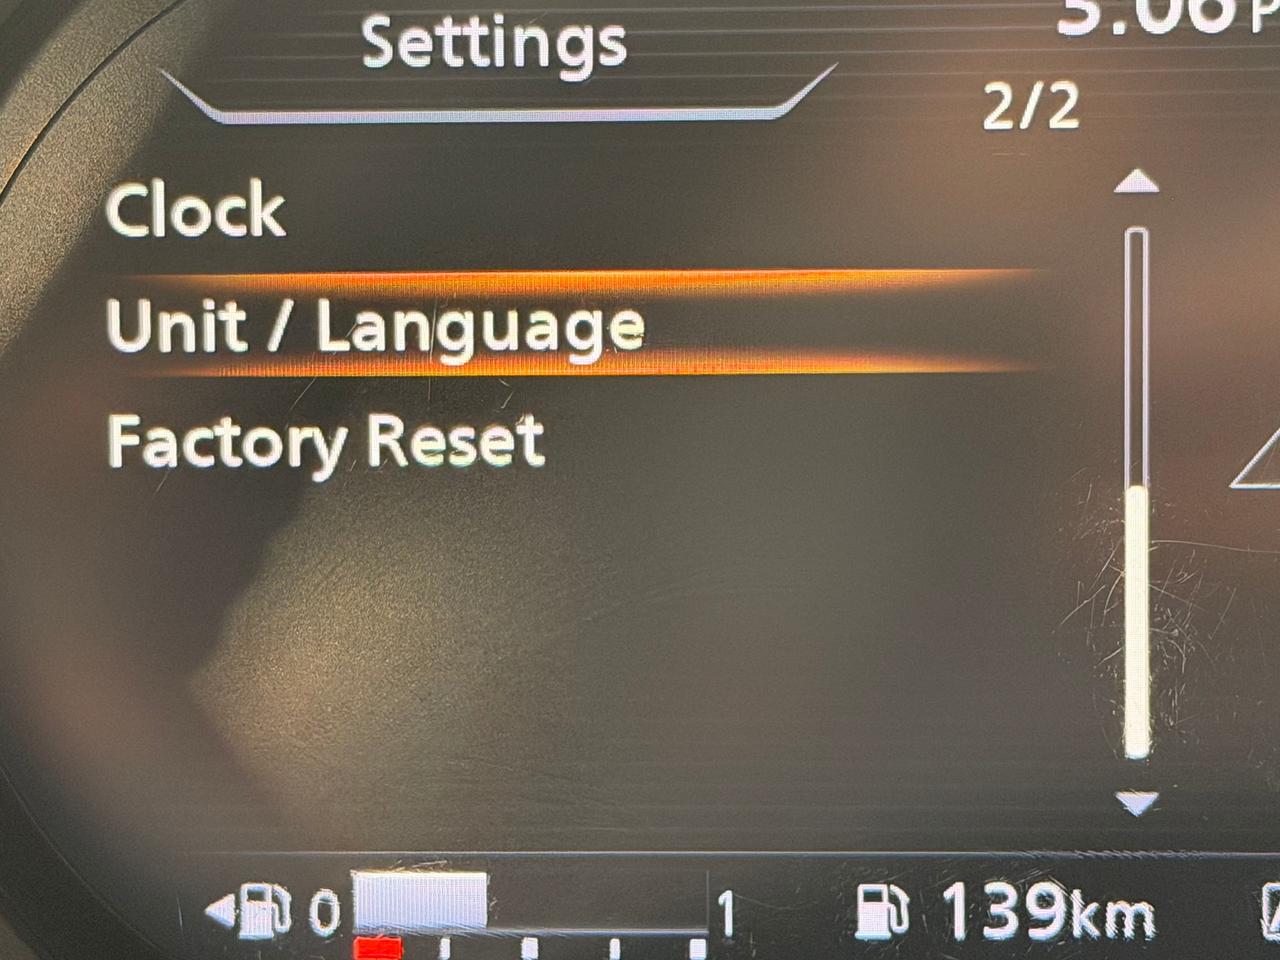 Settings
2/2
Clock
Unit / Language
Factory Reset
0
1
139km